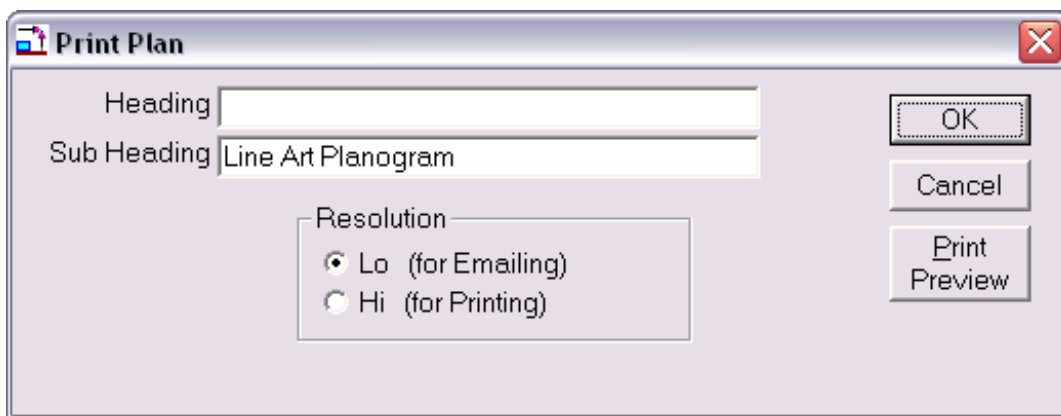 Print Plan
Heading
Sub Heading Line Art Planogram
Resolution
Lo (for Emailing)
Hi (for Printing)
OK
Cancel
Print
Preview